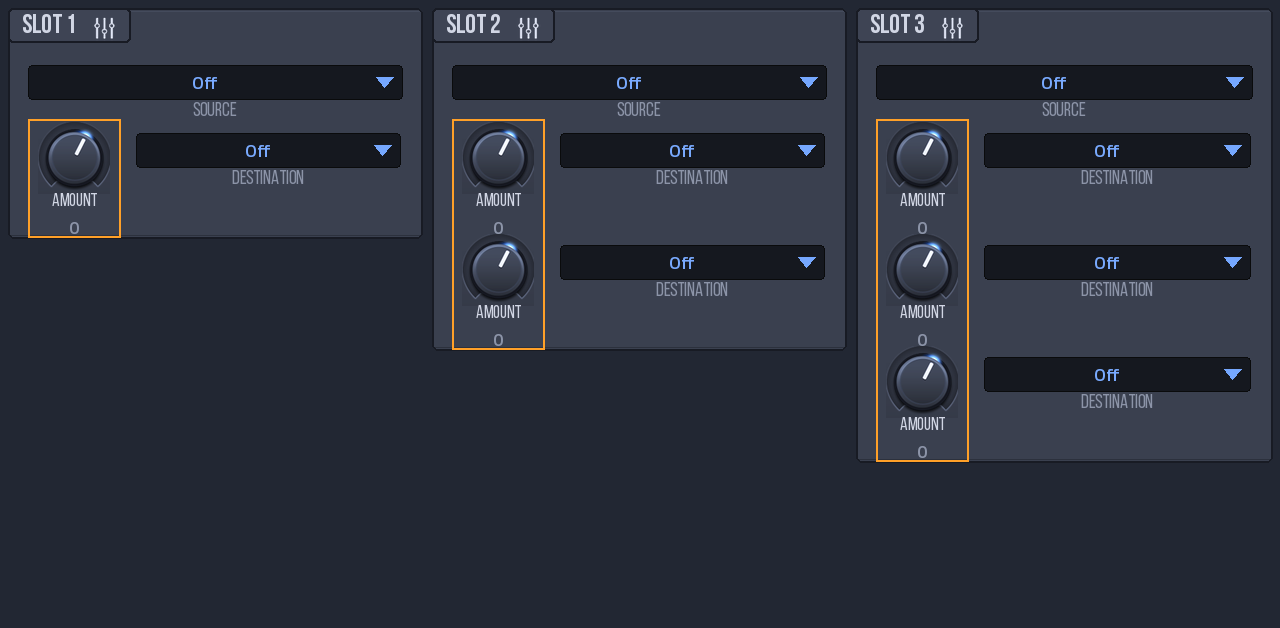 SLOT 1
Off
SOURCE
Off
DESTINATION
AMOUNT
0
SLOT 2
Off
SOURCE
Off
DESTINATION
AMOUNT
0
Off
DESTINATION
AMOUNT
0
SLOT 3
Off
SOURCE
Off
DESTINATION
AMOUNT
0
Off
DESTINATION
AMOUNT
0
Off
DESTINATION
AMOUNT
0